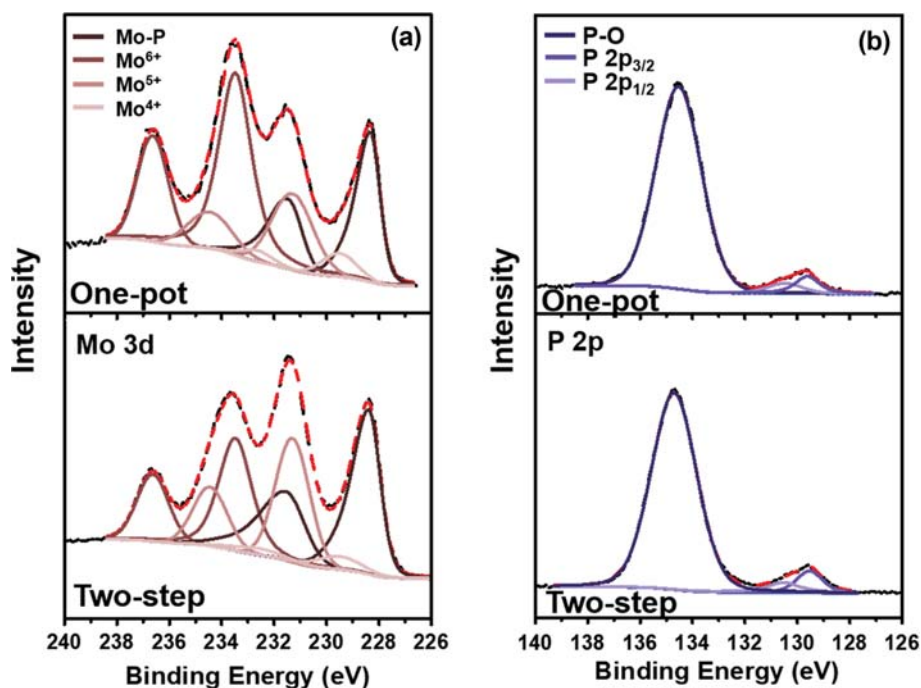 (a)
Mo-P
Mo⁶⁺
Mo⁵⁺
Mo⁴⁺
One-pot
Mo 3d
Two-step
Intensity
240 238 236 234 232 230 228 226
Binding Energy (eV)
(b)
P-O
P 2p₃/₂
P 2p₁/₂
One-pot
P 2p
Two-step
Intensity
140 138 136 134 132 130 128 126
Binding Energy (eV)